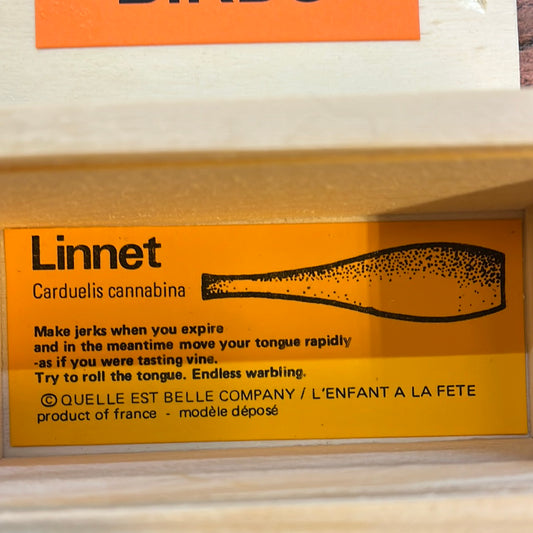 BIRDS
Linnet
Carduelis cannabina
Make jerks when you expire
and in the meantime move your tongue rapidly
-as if you were tasting vine.
Try to roll the tongue. Endless warbling.
© QUELLE EST BELLE COMPANY / L'ENFANT A LA FETE
product of france - modèle déposé